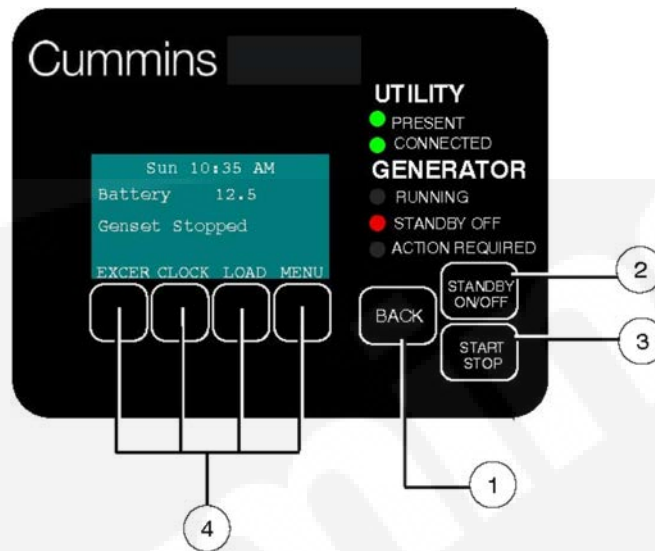 Cummins
UTILITY
PRESENT
CONNECTED
GENERATOR
RUNNING
STANDBY OFF
ACTION REQUIRED
Sun 10:35 AM
Battery 12.5
Genset Stopped
EXCER CLOCK LOAD MENU
BACK
STANDBY
ON/OFF
START
STOP
2
3
1
4